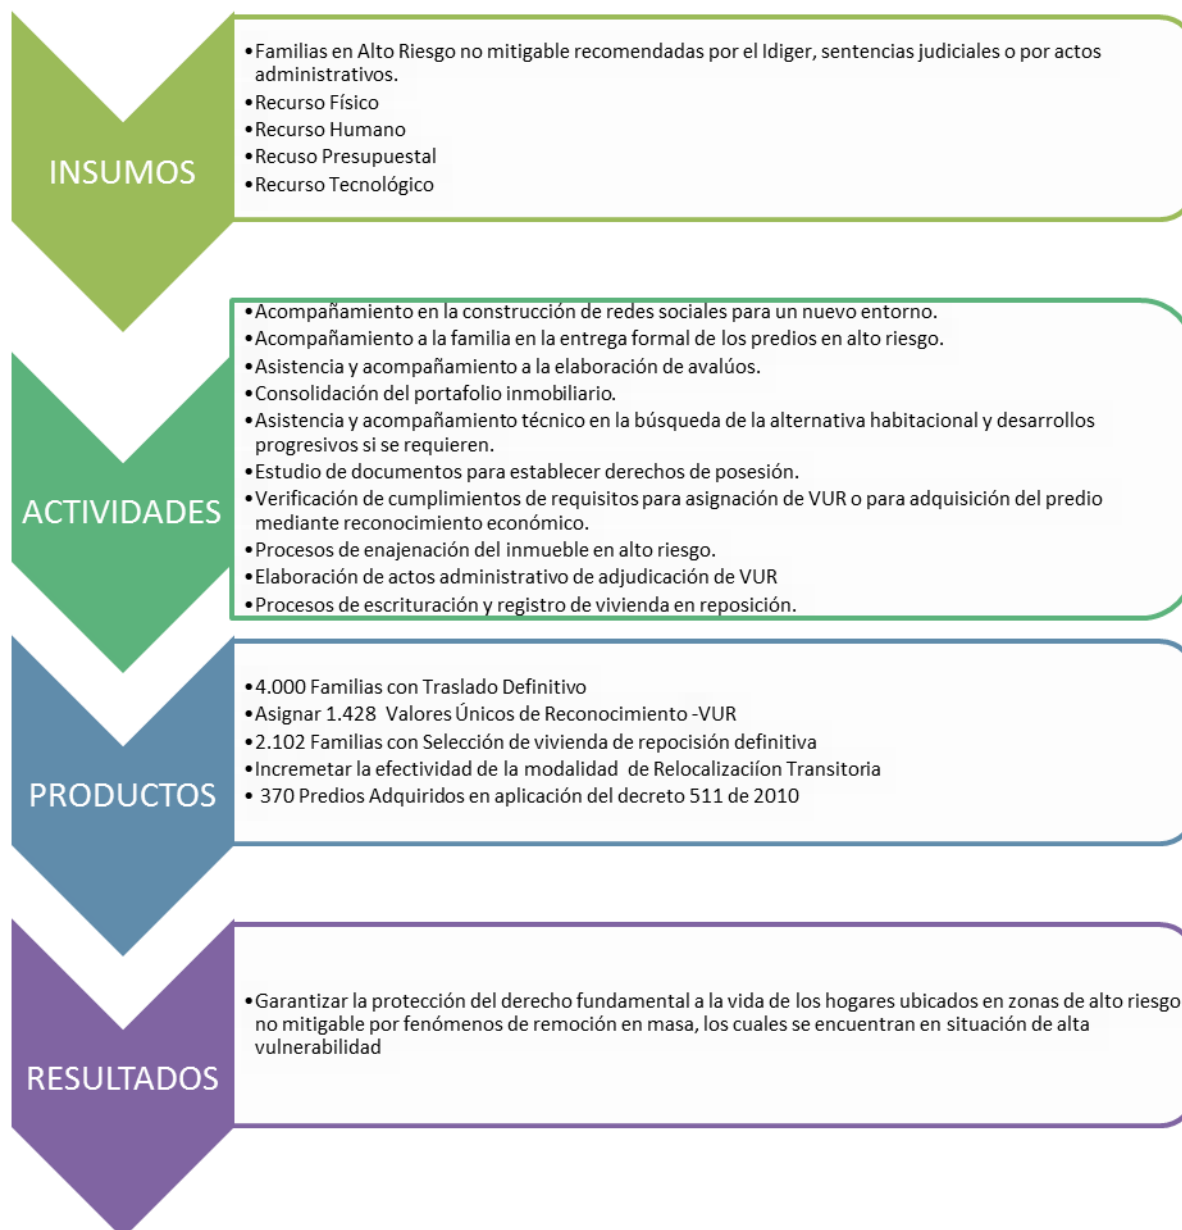 INSUMOS
•Familias en Alto Riesgo no mitigable recomendadas por el Idiger, sentencias judiciales o por actos
administrativos.
•Recurso Físico
•Recurso Humano
•Recuso Presupuestal
•Recurso Tecnológico
ACTIVIDADES
•Acompañamiento en la construcción de redes sociales para un nuevo entorno.
•Acompañamiento a la familia en la entrega formal de los predios en alto riesgo.
•Asistencia y acompañamiento a la elaboración de avalúos.
•Consolidación del portafolio inmobiliario.
•Asistencia y acompañamiento técnico en la búsqueda de la alternativa habitacional y desarrollos
progresivos si se requieren.
•Estudio de documentos para establecer derechos de posesión.
•Verificación de cumplimientos de requisitos para asignación de VUR o para adquisición del predio
mediante reconocimiento económico.
•Procesos de enajenación del inmueble en alto riesgo.
•Elaboración de actos administrativo de adjudicación de VUR
•Procesos de escrituración y registro de vivienda en reposición.
PRODUCTOS
•4.000 Familias con Traslado Definitivo
•Asignar 1.428 Valores Únicos de Reconocimiento -VUR
•2.102 Familias con Selección de vivienda de repocisión definitiva
•Incremetar la efectividad de la modalidad de Relocalizaciíon Transitoria
• 370 Predios Adquiridos en aplicación del decreto 511 de 2010
RESULTADOS
•Garantizar la protección del derecho fundamental a la vida de los hogares ubicados en zonas de alto riesgo
no mitigable por fenómenos de remoción en masa, los cuales se encuentran en situación de alta
vulnerabilidad